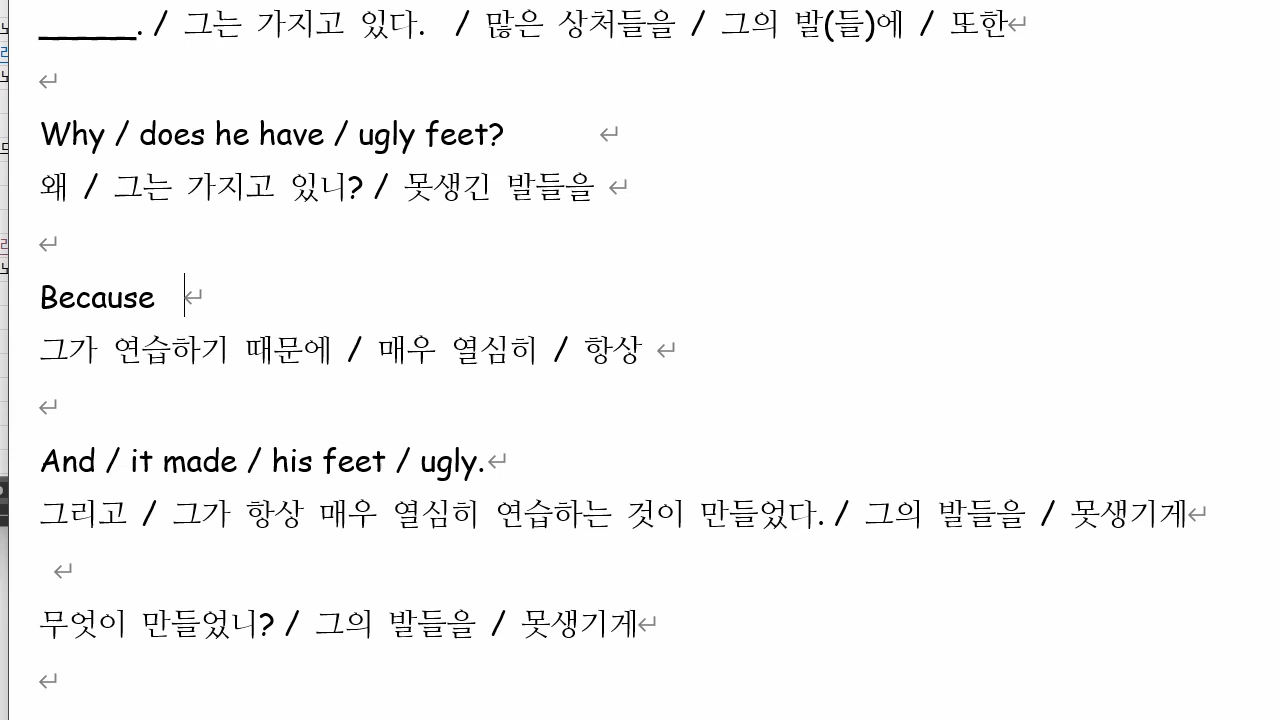 _____. / 그는 가지고 있다. / 많은 상처들을 / 그의 발(들)에 / 또한
Why / does he have / ugly feet?
왜 / 그는 가지고 있니? / 못생긴 발들을
Because
그가 연습하기 때문에 / 매우 열심히 / 항상
And / it made / his feet / ugly.
그리고 / 그가 항상 매우 열심히 연습하는 것이 만들었다. / 그의 발들을 / 못생기게
무엇이 만들었니? / 그의 발들을 / 못생기게